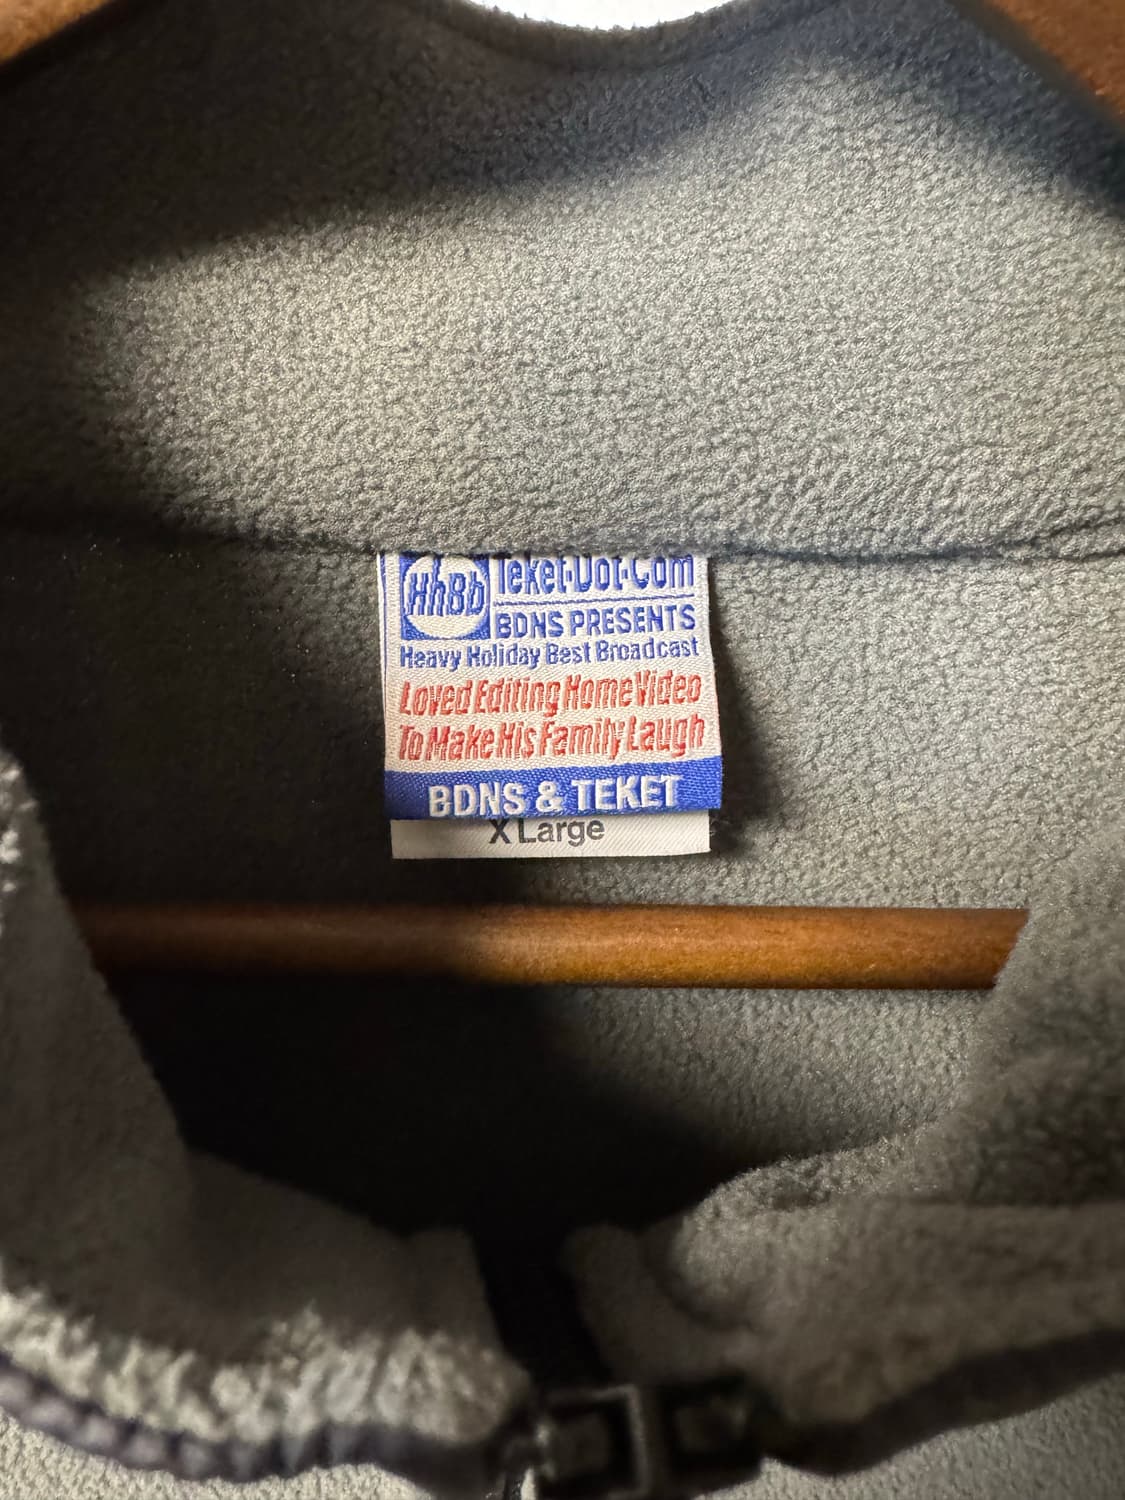 HhBb
Teket-Dot-Com
BDNS PRESENTS
Heavy Holiday Best Broadcast
Loved Editing Home Video
To Make His Family Laugh
BDNS & TEKET
X Large